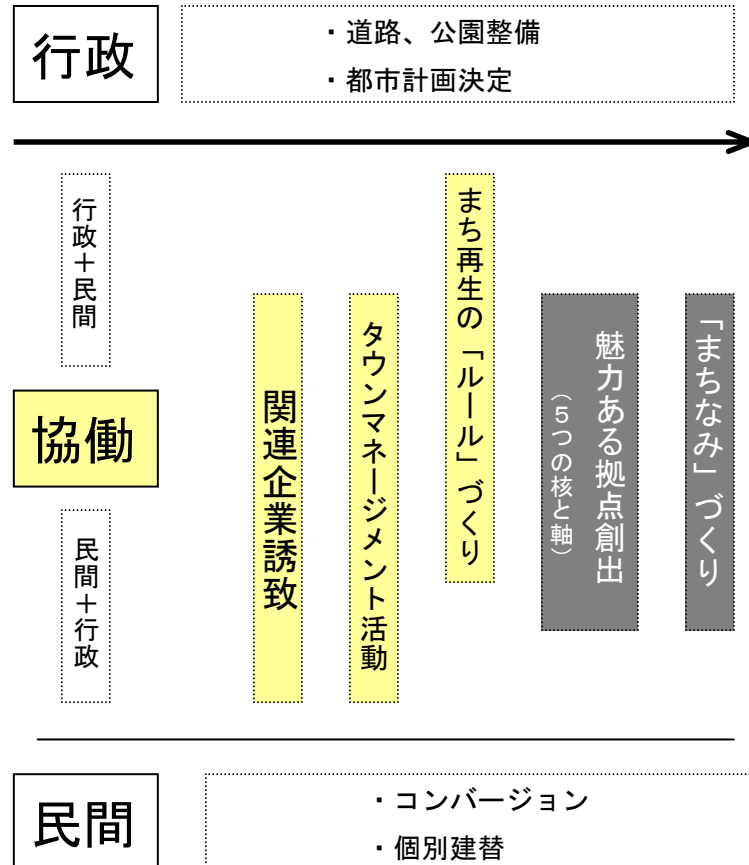 行政
・道路、公園整備
・都市計画決定
行政＋民間
協働
民間＋行政
関連企業誘致
タウンマネージメント活動
まち再生の「ルール」づくり
魅力ある拠点創出
（５つの核と軸）
「まちなみ」づくり
民間
・コンバージョン
・個別建替